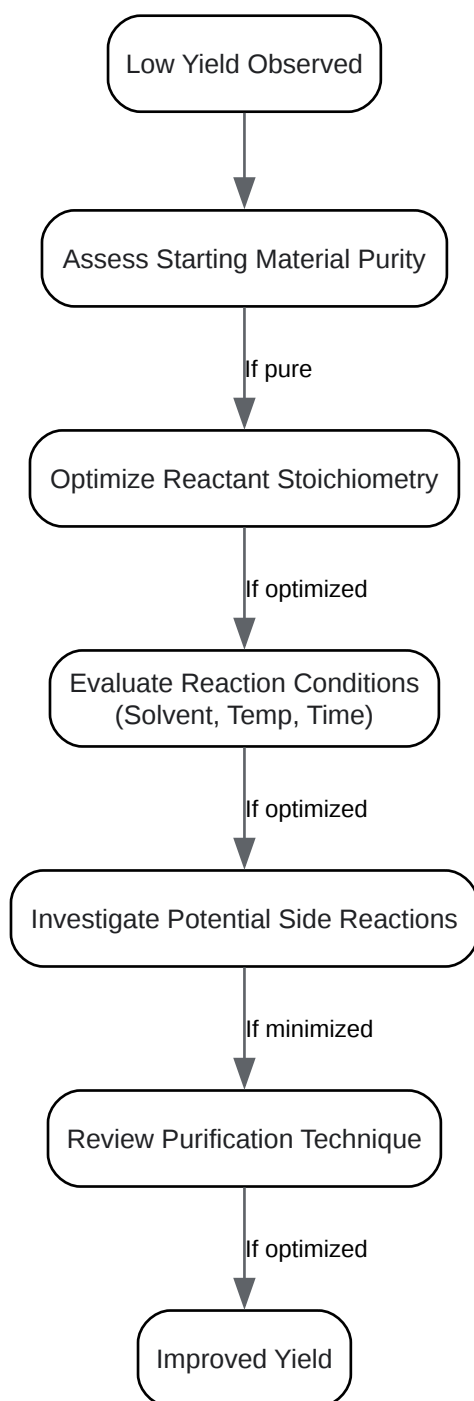 Low Yield Observed
Assess Starting Material Purity
If pure
Optimize Reactant Stoichiometry
If optimized
Evaluate Reaction Conditions
(Solvent, Temp, Time)
If optimized
Investigate Potential Side Reactions
If minimized
Review Purification Technique
If optimized
Improved Yield